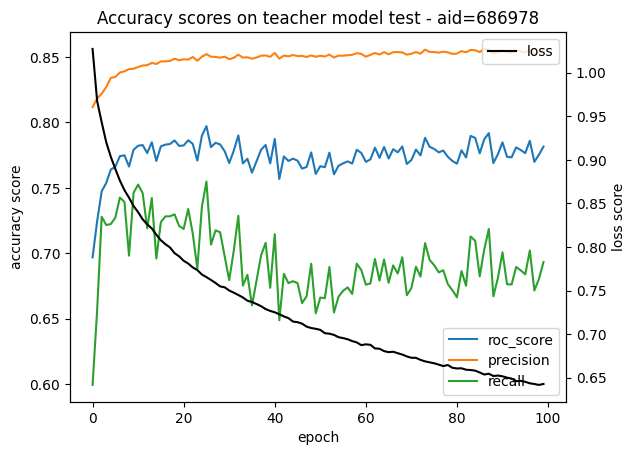 Accuracy scores on teacher model test - aid=686978
accuracy score
0.85
0.80
0.75
0.70
0.65
0.60
loss
1.00
0.95
0.90
0.85
0.80
0.75
0.70
0.65
loss score
roc_score
precision
recall
0
20
40
60
80
100
epoch